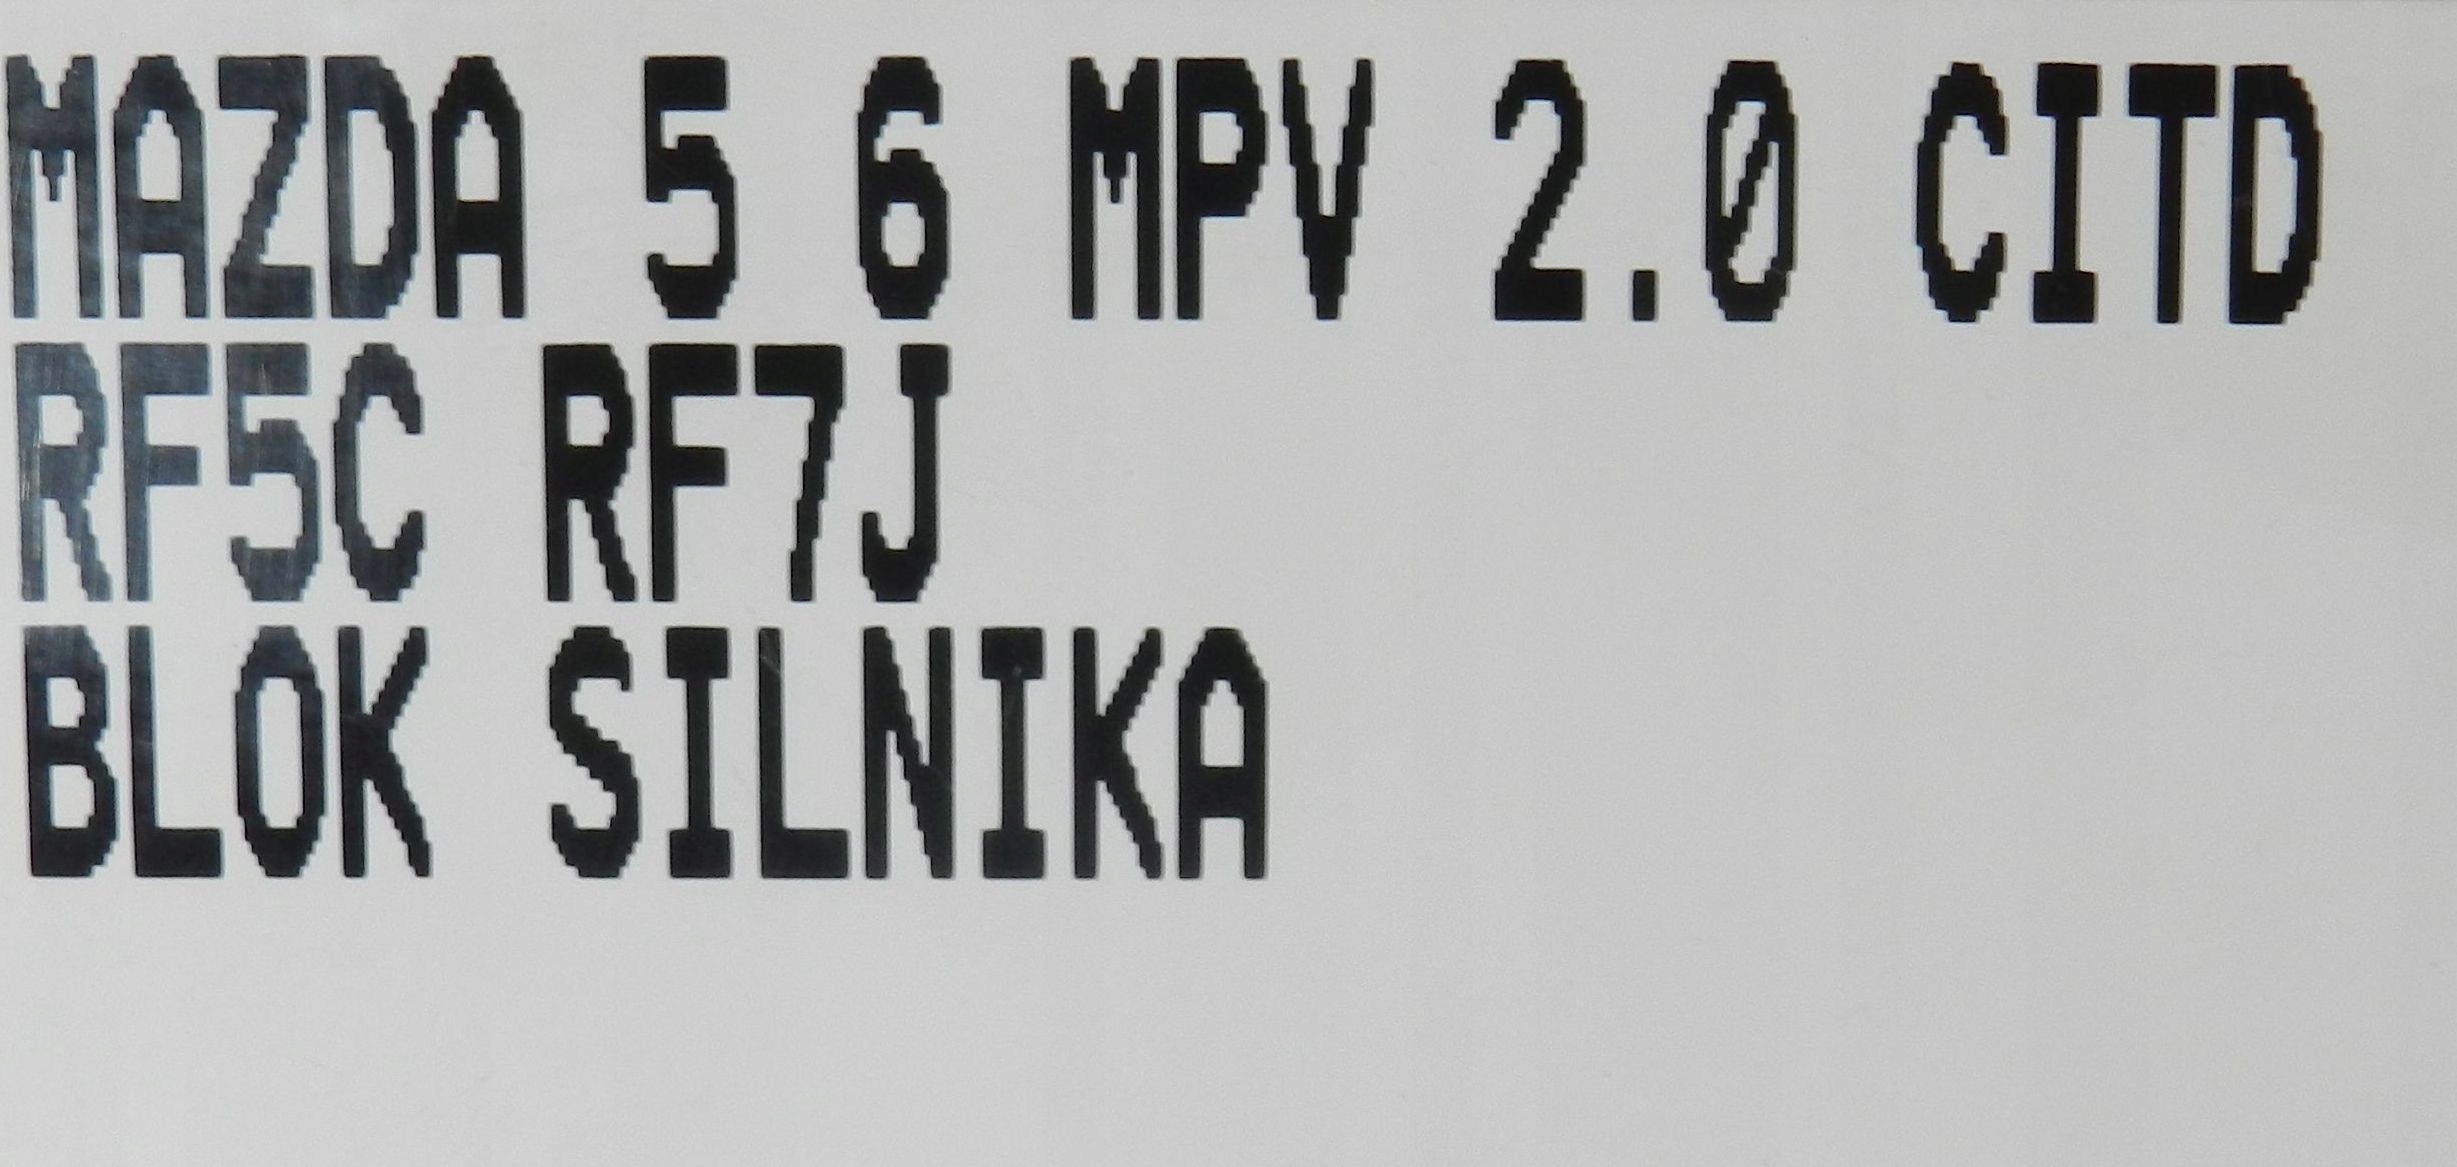 MAZDA 5 6 MPV 2.0 CITD
RF5C RF7J
BLOK SILNIKA